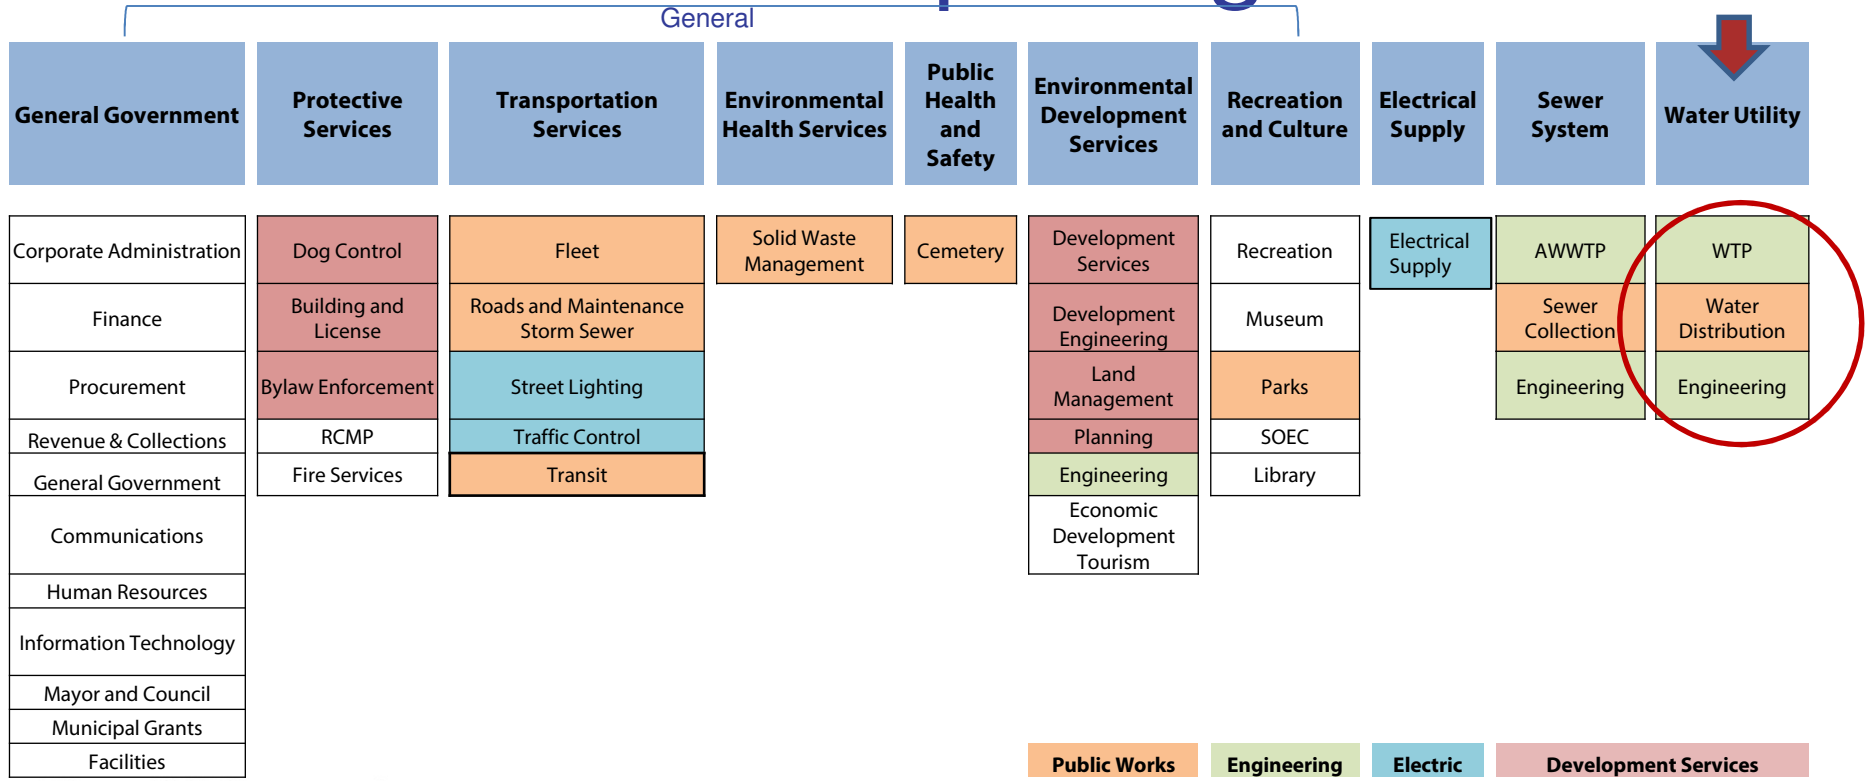 General
General Government
Protective
Services
Transportation
Services
Environmental
Health Services
Public
Health
and
Safety
Environmental
Development
Services
Recreation
and Culture
Electrical
Supply
Sewer
System
Water Utility
Corporate Administration
Finance
Procurement
Revenue & Collections
General Government
Communications
Human Resources
Information Technology
Mayor and Council
Municipal Grants
Facilities
Dog Control
Building and
License
Bylaw Enforcement
RCMP
Fire Services
Fleet
Roads and Maintenance
Storm Sewer
Street Lighting
Traffic Control
Transit
Solid Waste
Management
Cemetery
Development
Services
Development
Engineering
Land
Management
Planning
Engineering
Economic
Development
Tourism
Recreation
Museum
Parks
SOEC
Library
Electrical
Supply
AWWTP
Sewer
Collection
Engineering
WTP
Water
Distribution
Engineering
Public Works
Engineering
Electric
Development Services